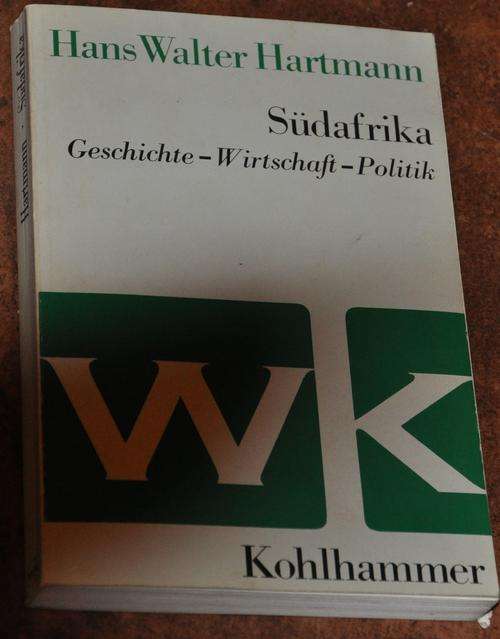 Hans Walter Hartmann
Südafrika
Geschichte – Wirtschaft – Politik
wk
Kohlhammer
Hartmann · Südafrika